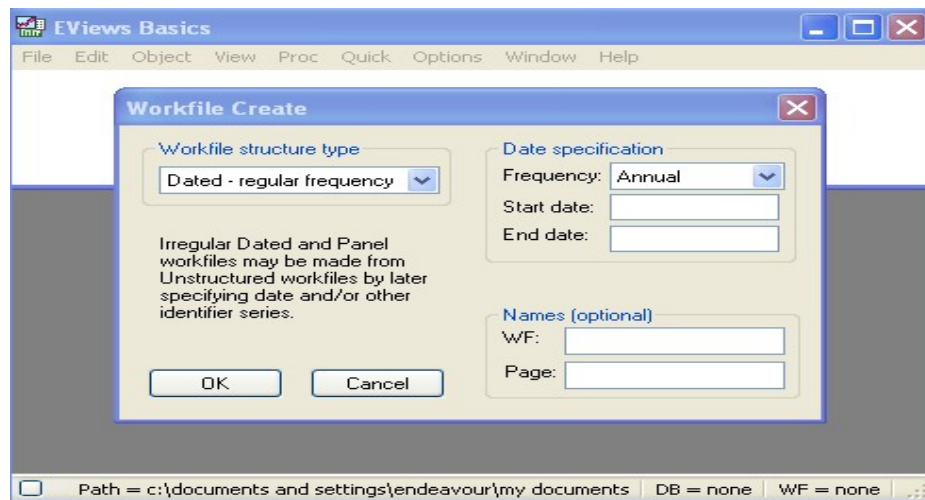 EViews Basics
File Edit Object View Proc Quick Options Window Help
Workfile Create
Workfile structure type
Dated - regular frequency
Irregular Dated and Panel
workfiles may be made from
Unstructured workfiles by later
specifying date and/or other
identifier series.
OK Cancel
Date specification
Frequency: Annual
Start date:
End date:
Names (optional)
WF:
Page:
Path = c:\documents and settings\endeavour\my documents DB = none WF = none